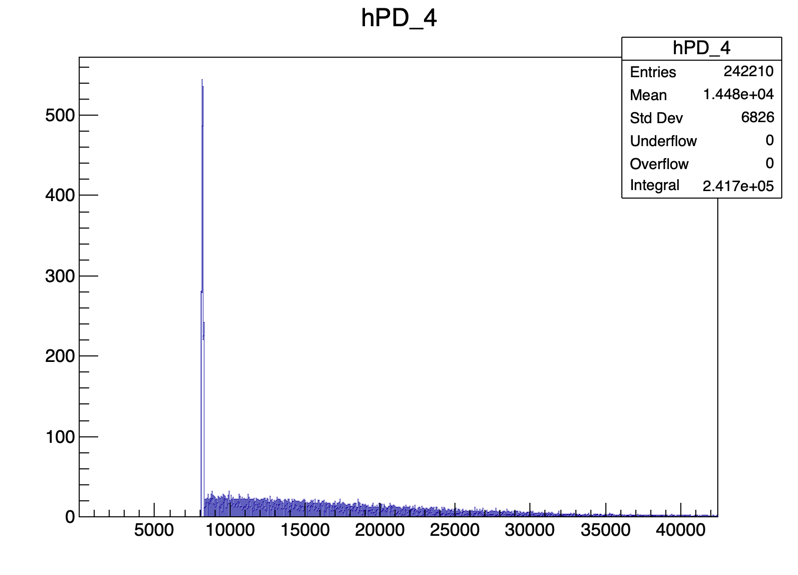 hPD_4
hPD_4
Entries 242210
Mean 1.448e+04
Std Dev 6826
Underflow 0
Overflow 0
Integral 2.417e+05
500
400
300
200
100
0
5000 10000 15000 20000 25000 30000 35000 40000